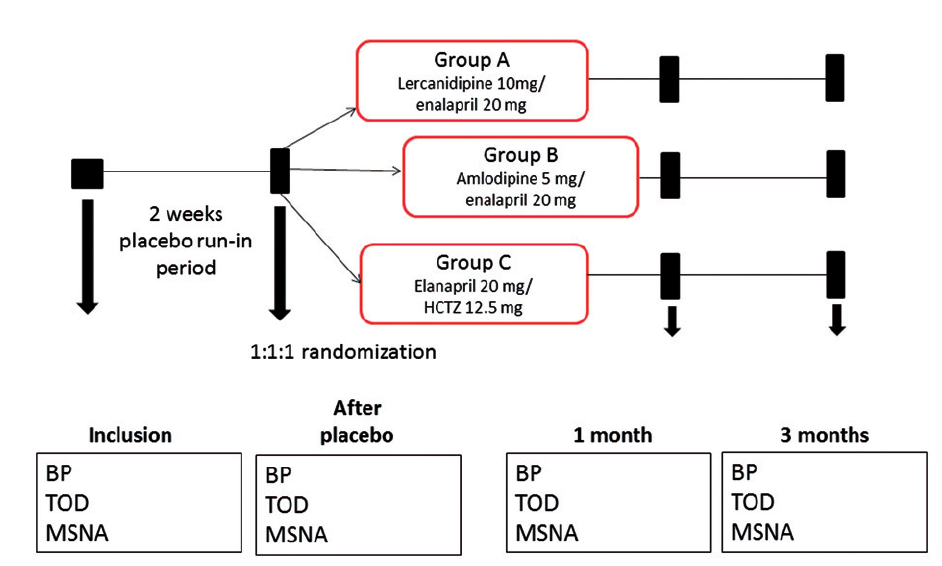 Group A
Lercanidipine 10mg/
enalapril 20 mg
Group B
Amlodipine 5 mg/
enalapril 20 mg
2 weeks
placebo run-in
period
Group C
Elanapril 20 mg/
HCTZ 12.5 mg
1:1:1 randomization
Inclusion
BP
TOD
MSNA
After
placebo
BP
TOD
MSNA
1 month
BP
TOD
MSNA
3 months
BP
TOD
MSNA